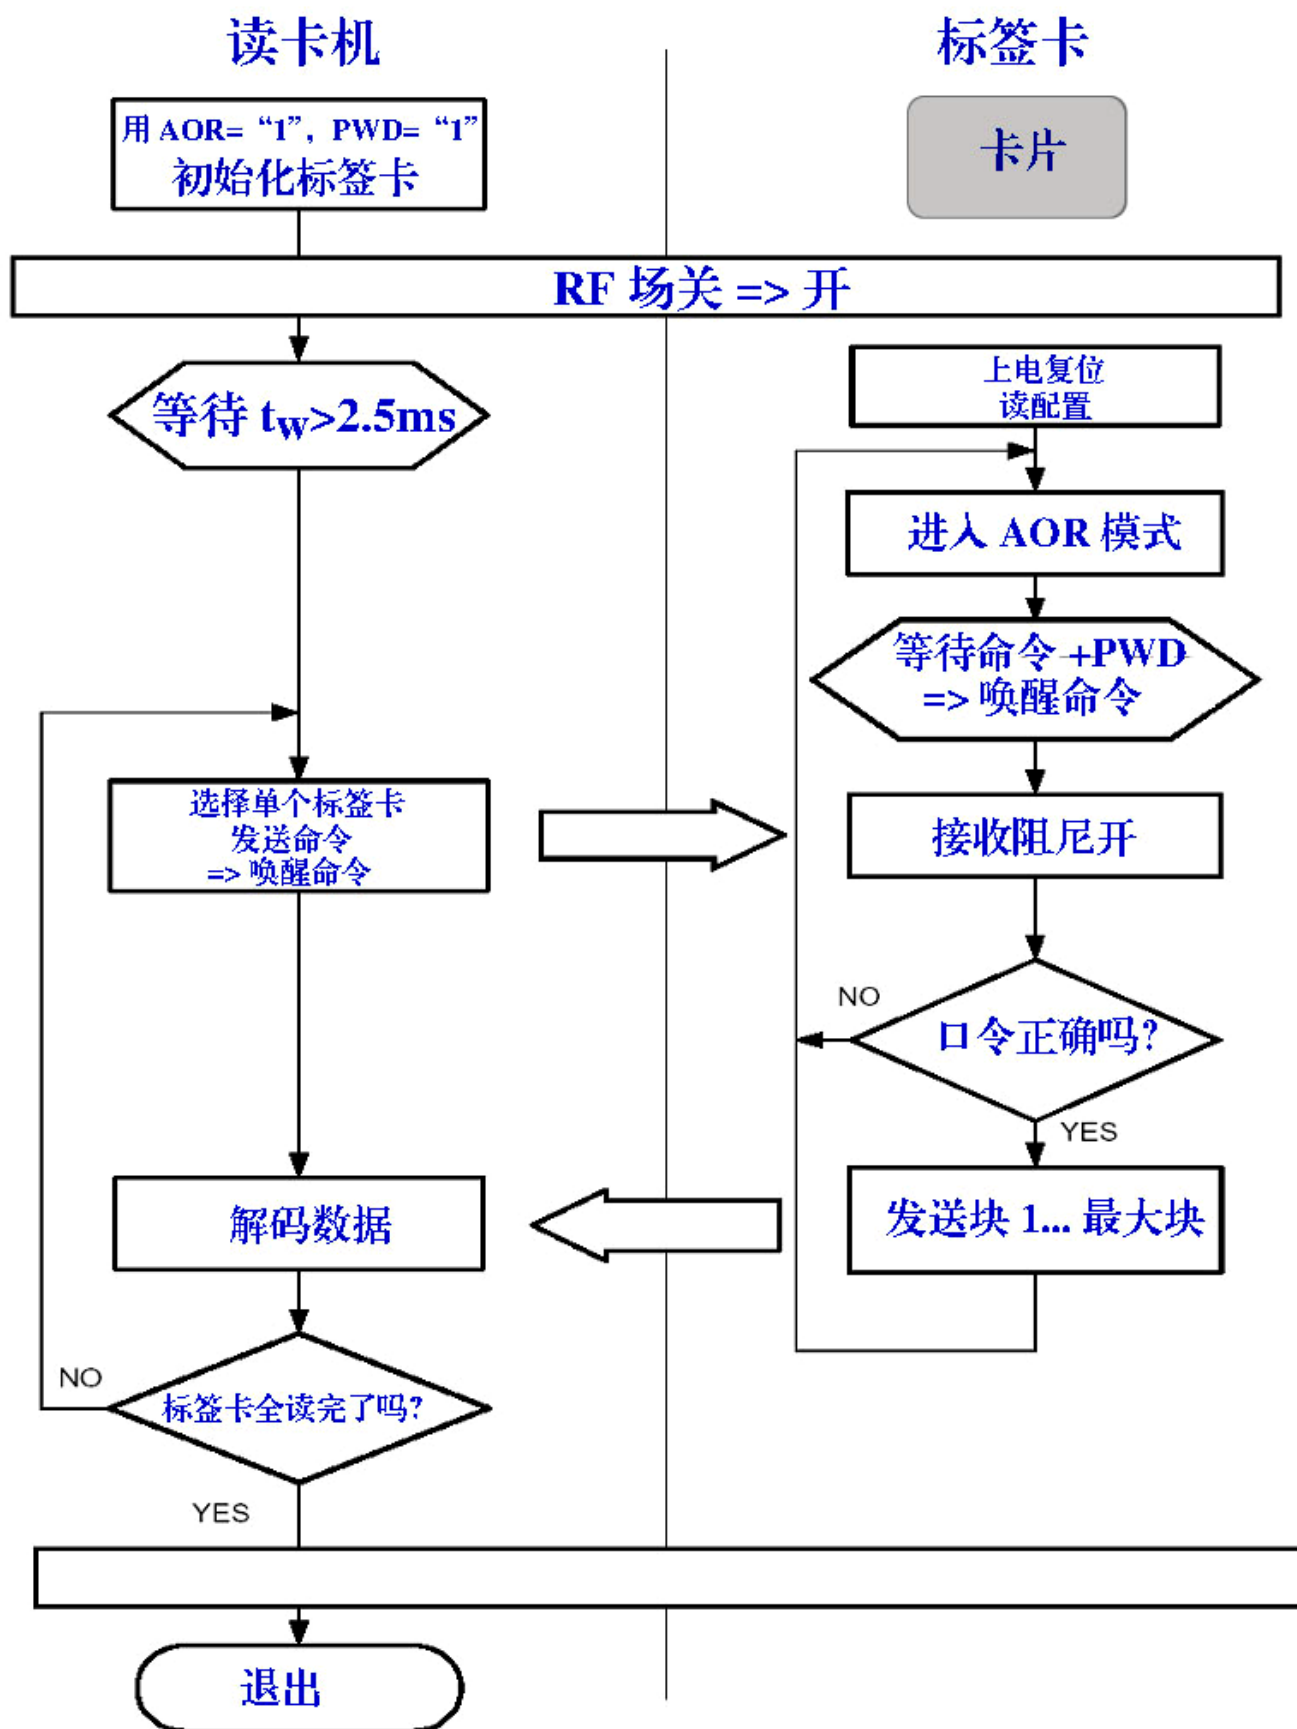 读卡机
标签卡
用 AOR= “1”, PWD= “1”
初始化标签卡
卡片
RF 场关 => 开
等待 tw>2.5ms
上电复位
读配置
进入 AOR 模式
等待命令 +PWD
=> 唤醒命令
选择单个标签卡
发送命令
=> 唤醒命令
接收阻尼开
NO
口令正确吗?
YES
解码数据
发送块 1... 最大块
NO
标签卡全读完了吗?
YES
退出